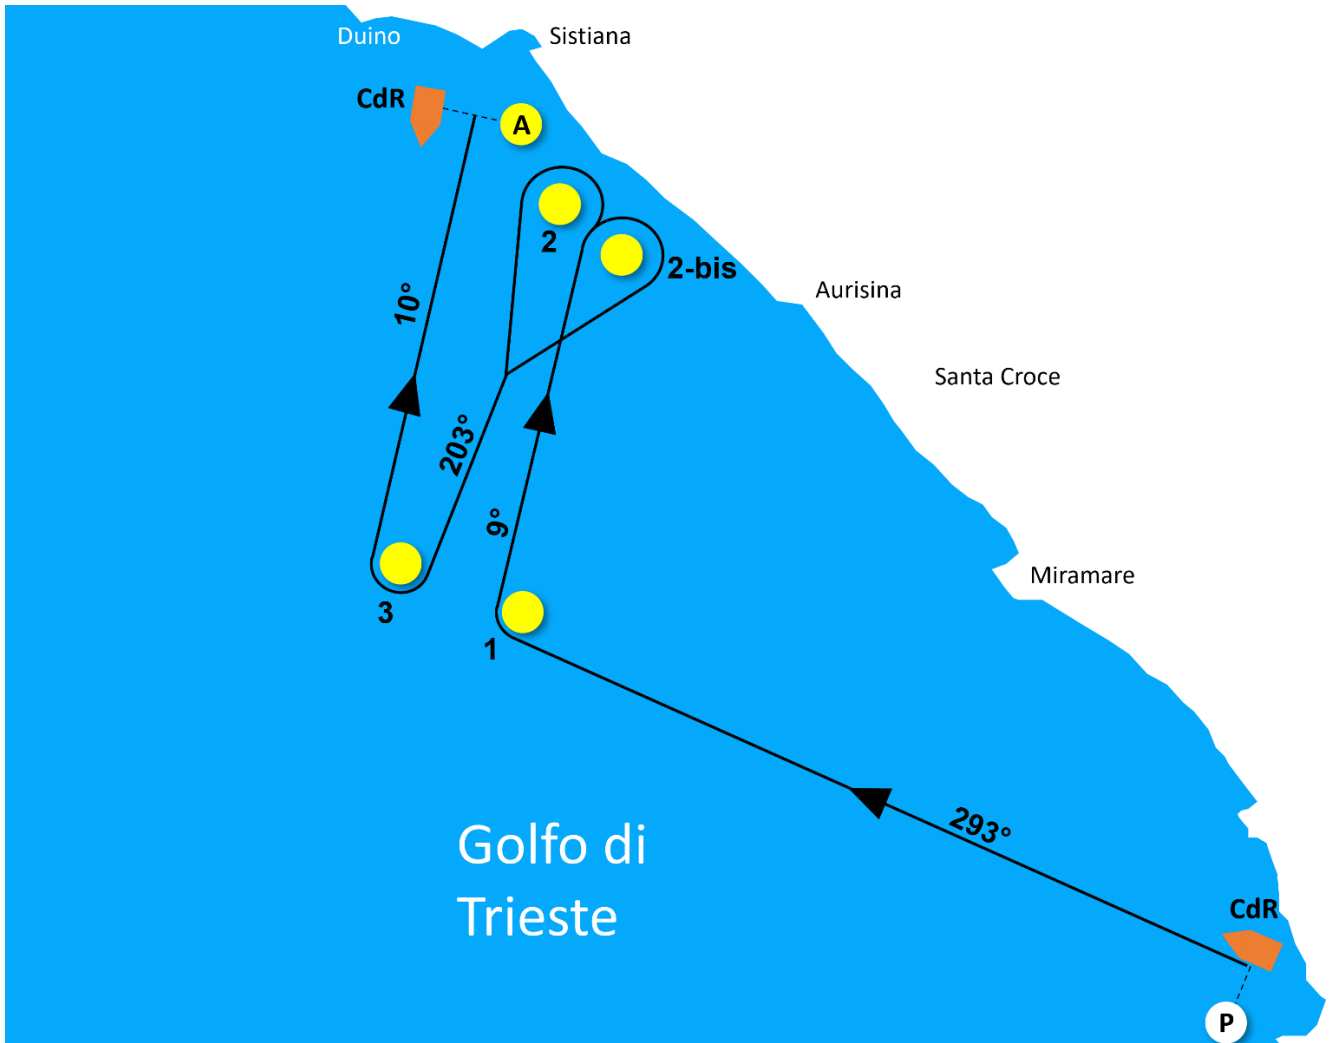 Duino
Sistiana
CdR
A
2
2-bis
Aurisina
10°
Santa Croce
203°
9°
Miramare
3
1
293°
Golfo di
Trieste
CdR
P